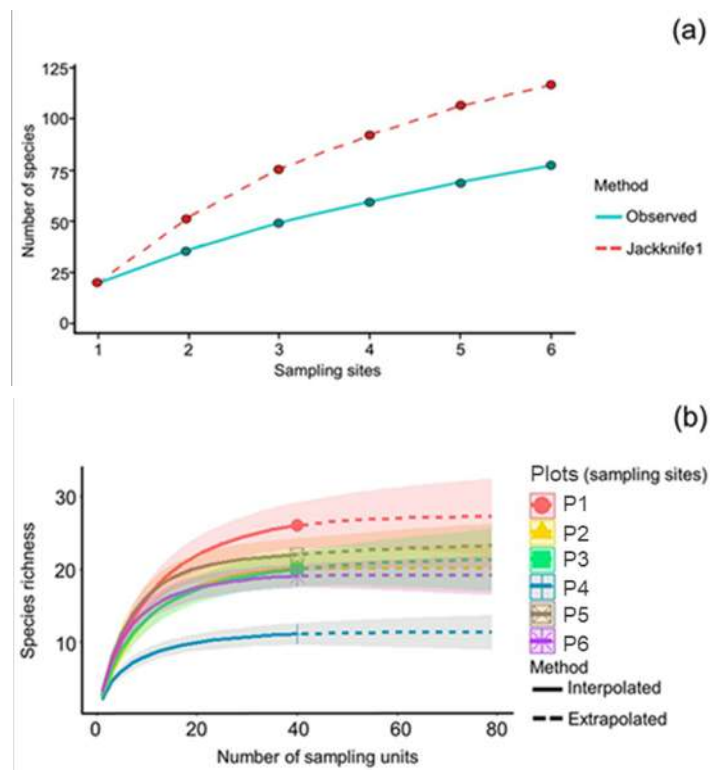 (a)
Number of species
125
100
75
50
25
0
1 2 3 4 5 6
Sampling sites
Method
Observed
Jackknife1
(b)
Species richness
30
20
10
0 20 40 60 80
Number of sampling units
Plots (sampling sites)
P1
P2
P3
P4
P5
P6
Method
Interpolated
Extrapolated